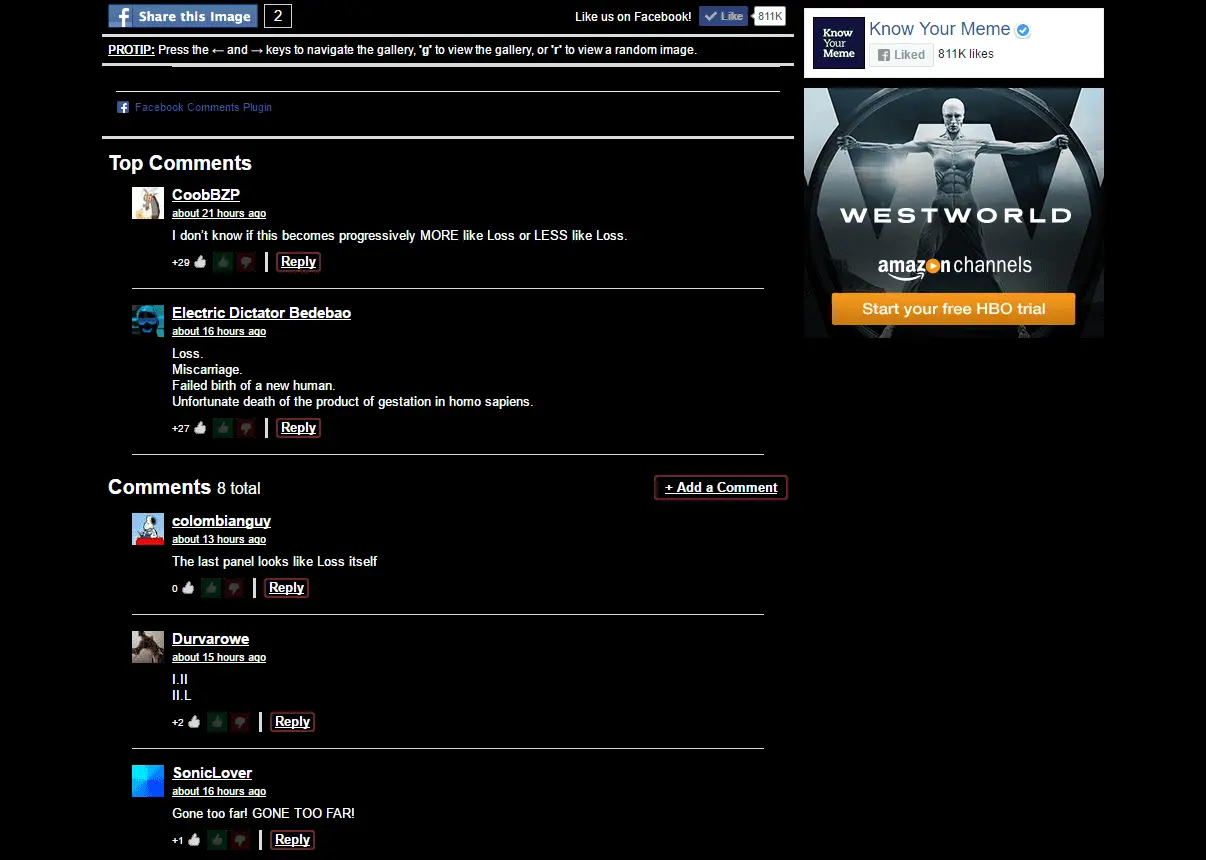 Share this Image 2
Like us on Facebook! Like 811K
PROTIP: Press the ← and → keys to navigate the gallery, 'g' to view the gallery, or 'r' to view a random image.
Facebook Comments Plugin
Top Comments
CoobBZP
about 21 hours ago
I don't know if this becomes progressively MORE like Loss or LESS like Loss.
+29 Reply
Electric Dictator Bedebao
about 16 hours ago
Loss.
Miscarriage.
Failed birth of a new human.
Unfortunate death of the product of gestation in homo sapiens.
+27 Reply
Comments 8 total
+ Add a Comment
colombianguy
about 13 hours ago
The last panel looks like Loss itself
0 Reply
Durvarowe
about 15 hours ago
I.II
II.L
+2 Reply
SonicLover
about 16 hours ago
Gone too far! GONE TOO FAR!
+1 Reply
Know
Your
Meme
Know Your Meme
Liked 811K likes
WESTWORLD
amazon channels
Start your free HBO trial